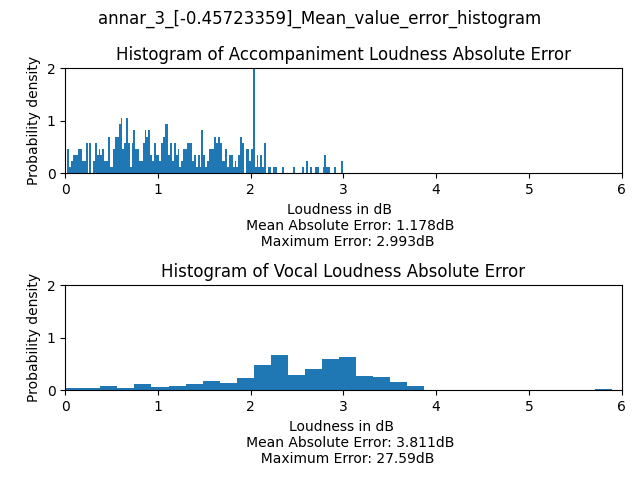 annar_3_[-0.45723359]_Mean_value_error_histogram
Histogram of Accompaniment Loudness Absolute Error
Probability density
2
1
0
0 1 2 3 4 5 6
Loudness in dB
Mean Absolute Error: 1.178dB
Maximum Error: 2.993dB
Histogram of Vocal Loudness Absolute Error
Probability density
2
1
0
0 1 2 3 4 5 6
Loudness in dB
Mean Absolute Error: 3.811dB
Maximum Error: 27.59dB